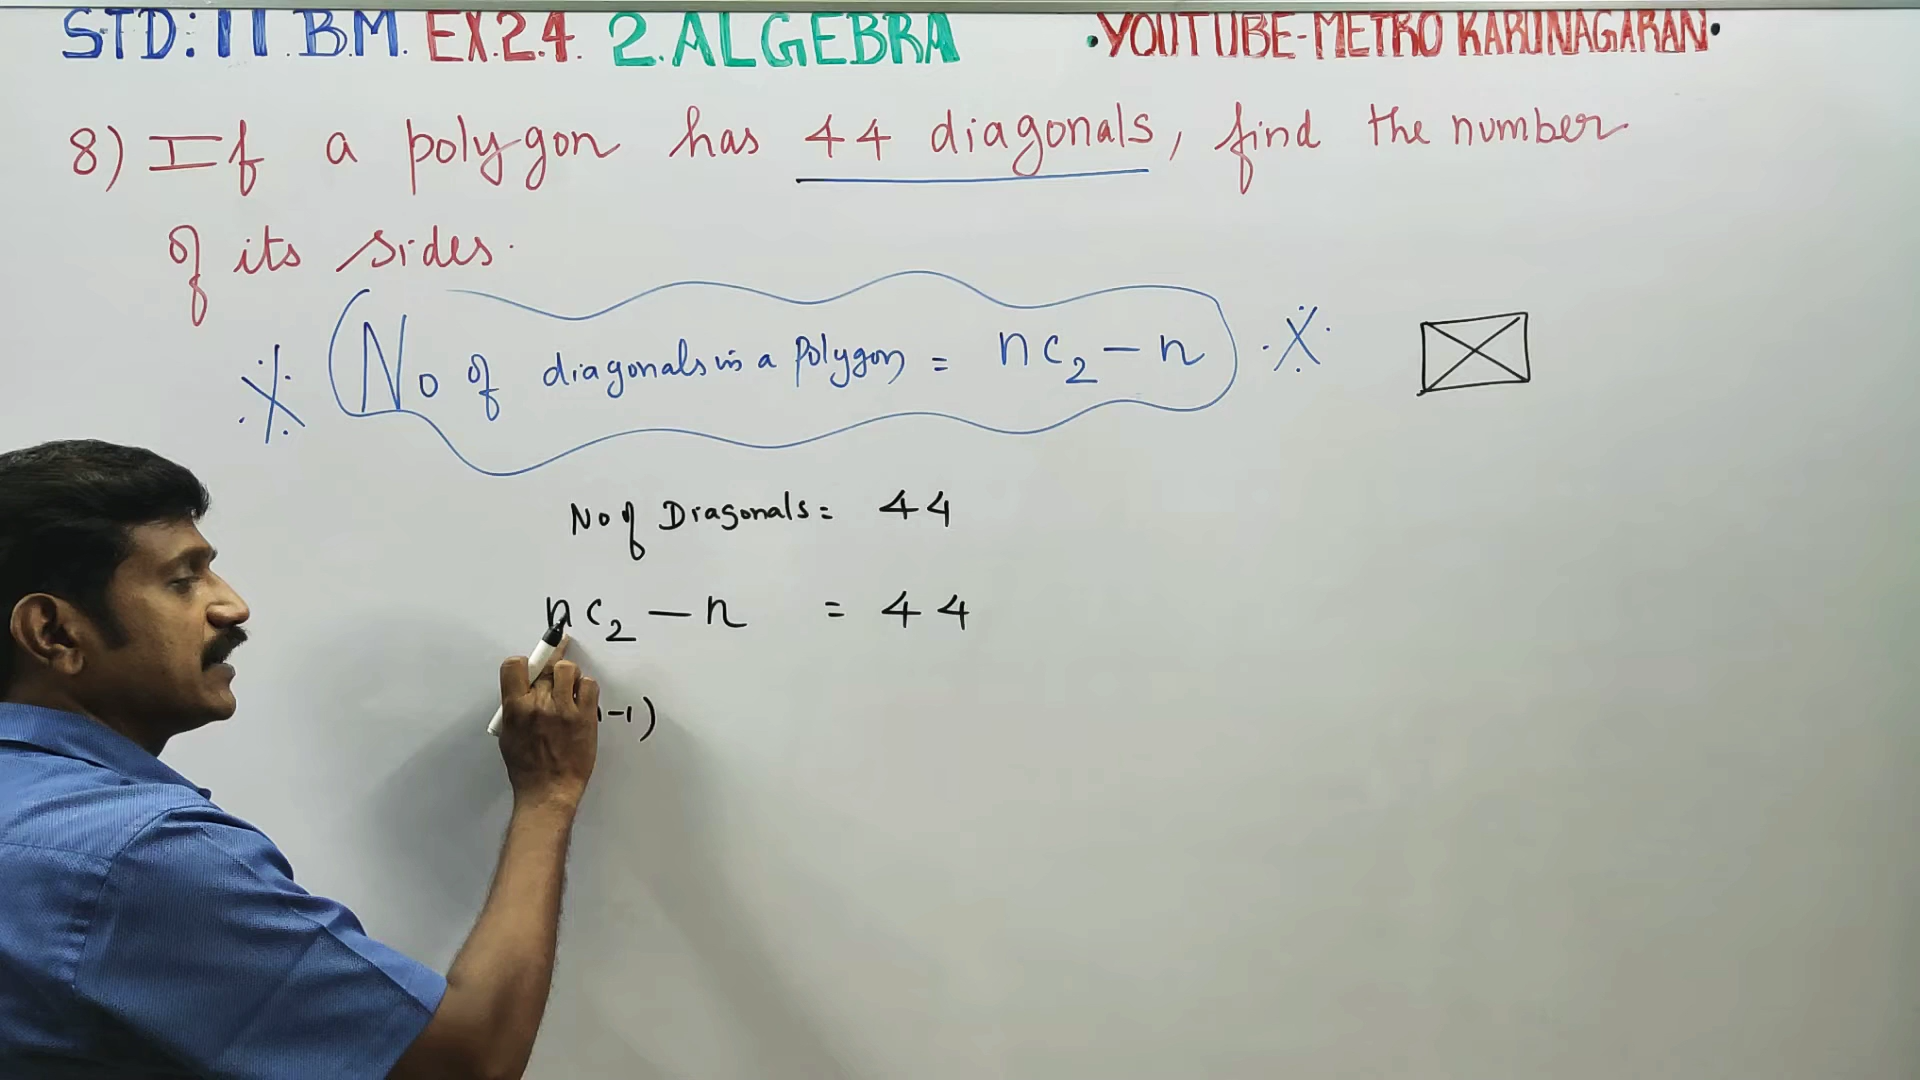 STD: 11. B.M. EX.2.4. 2. ALGEBRA •YOUTUBE-METRO KARUNAGARAN•
8) If a polygon has 44 diagonals, find the number
of its sides.
No of diagonals in a Polygon = nc₂ - n
No of Diagonals = 44
nc₂ - n = 44
-1)